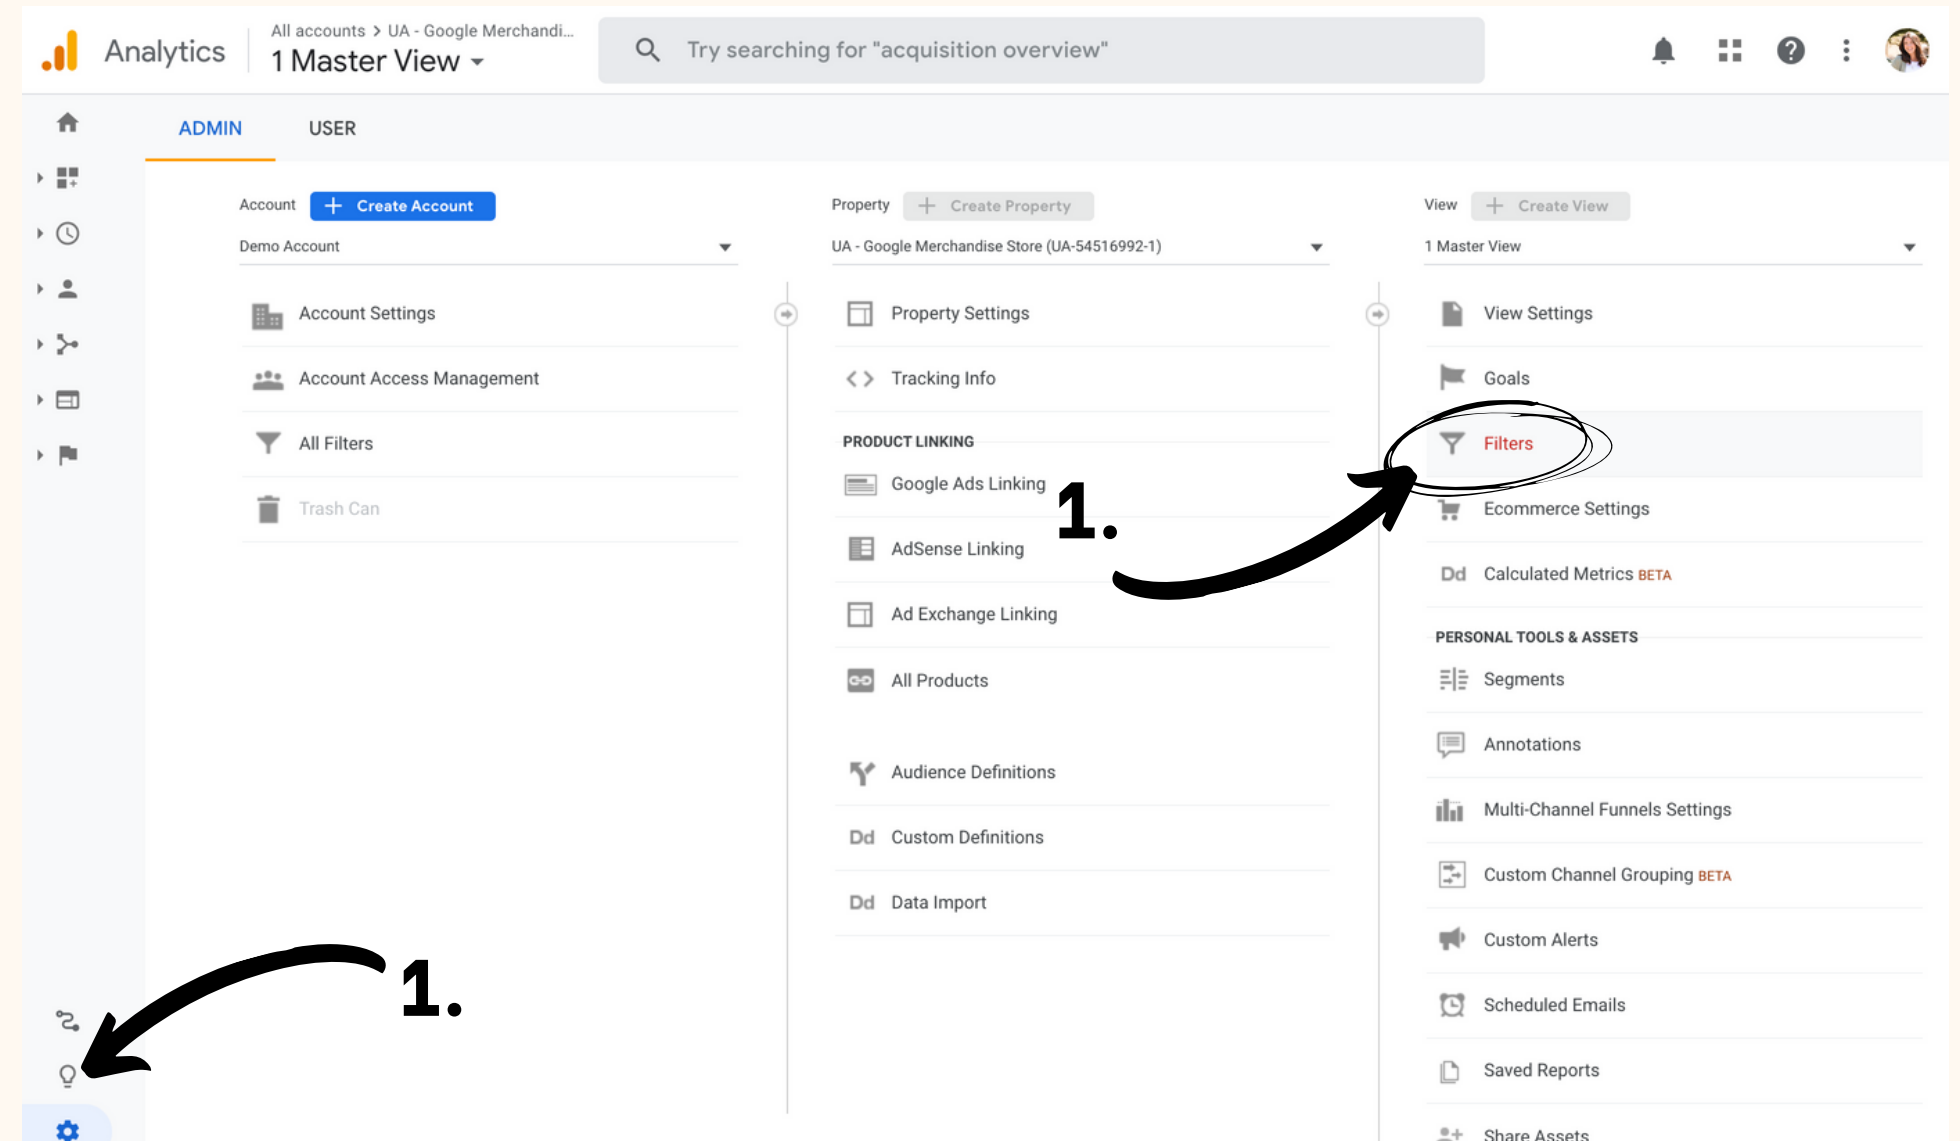 Analytics
All accounts > UA - Google Merchandi...
1 Master View
Try searching for "acquisition overview"
ADMIN
USER
Account
+ Create Account
Demo Account
Account Settings
Account Access Management
All Filters
Trash Can
Property
+ Create Property
UA - Google Merchandise Store (UA-54516992-1)
Property Settings
Tracking Info
PRODUCT LINKING
Google Ads Linking
AdSense Linking
Ad Exchange Linking
All Products
Audience Definitions
Dd Custom Definitions
Dd Data Import
View
+ Create View
1 Master View
View Settings
Goals
Filters
Ecommerce Settings
Dd Calculated Metrics BETA
PERSONAL TOOLS & ASSETS
Segments
Annotations
Multi-Channel Funnels Settings
Custom Channel Grouping BETA
Custom Alerts
Scheduled Emails
Saved Reports
Share Assets
1.
1.